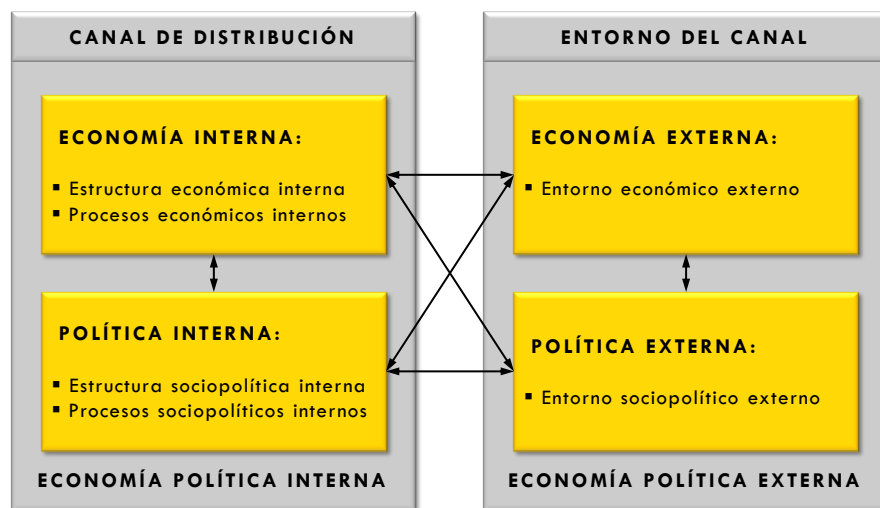 CANAL DE DISTRIBUCIÓN
ECONOMÍA INTERNA:
▪ Estructura económica interna
▪ Procesos económicos internos
POLÍTICA INTERNA:
▪ Estructura sociopolítica interna
▪ Procesos sociopolíticos internos
ECONOMÍA POLÍTICA INTERNA
ENTORNO DEL CANAL
ECONOMÍA EXTERNA:
▪ Entorno económico externo
POLÍTICA EXTERNA:
▪ Entorno sociopolítico externo
ECONOMÍA POLÍTICA EXTERNA